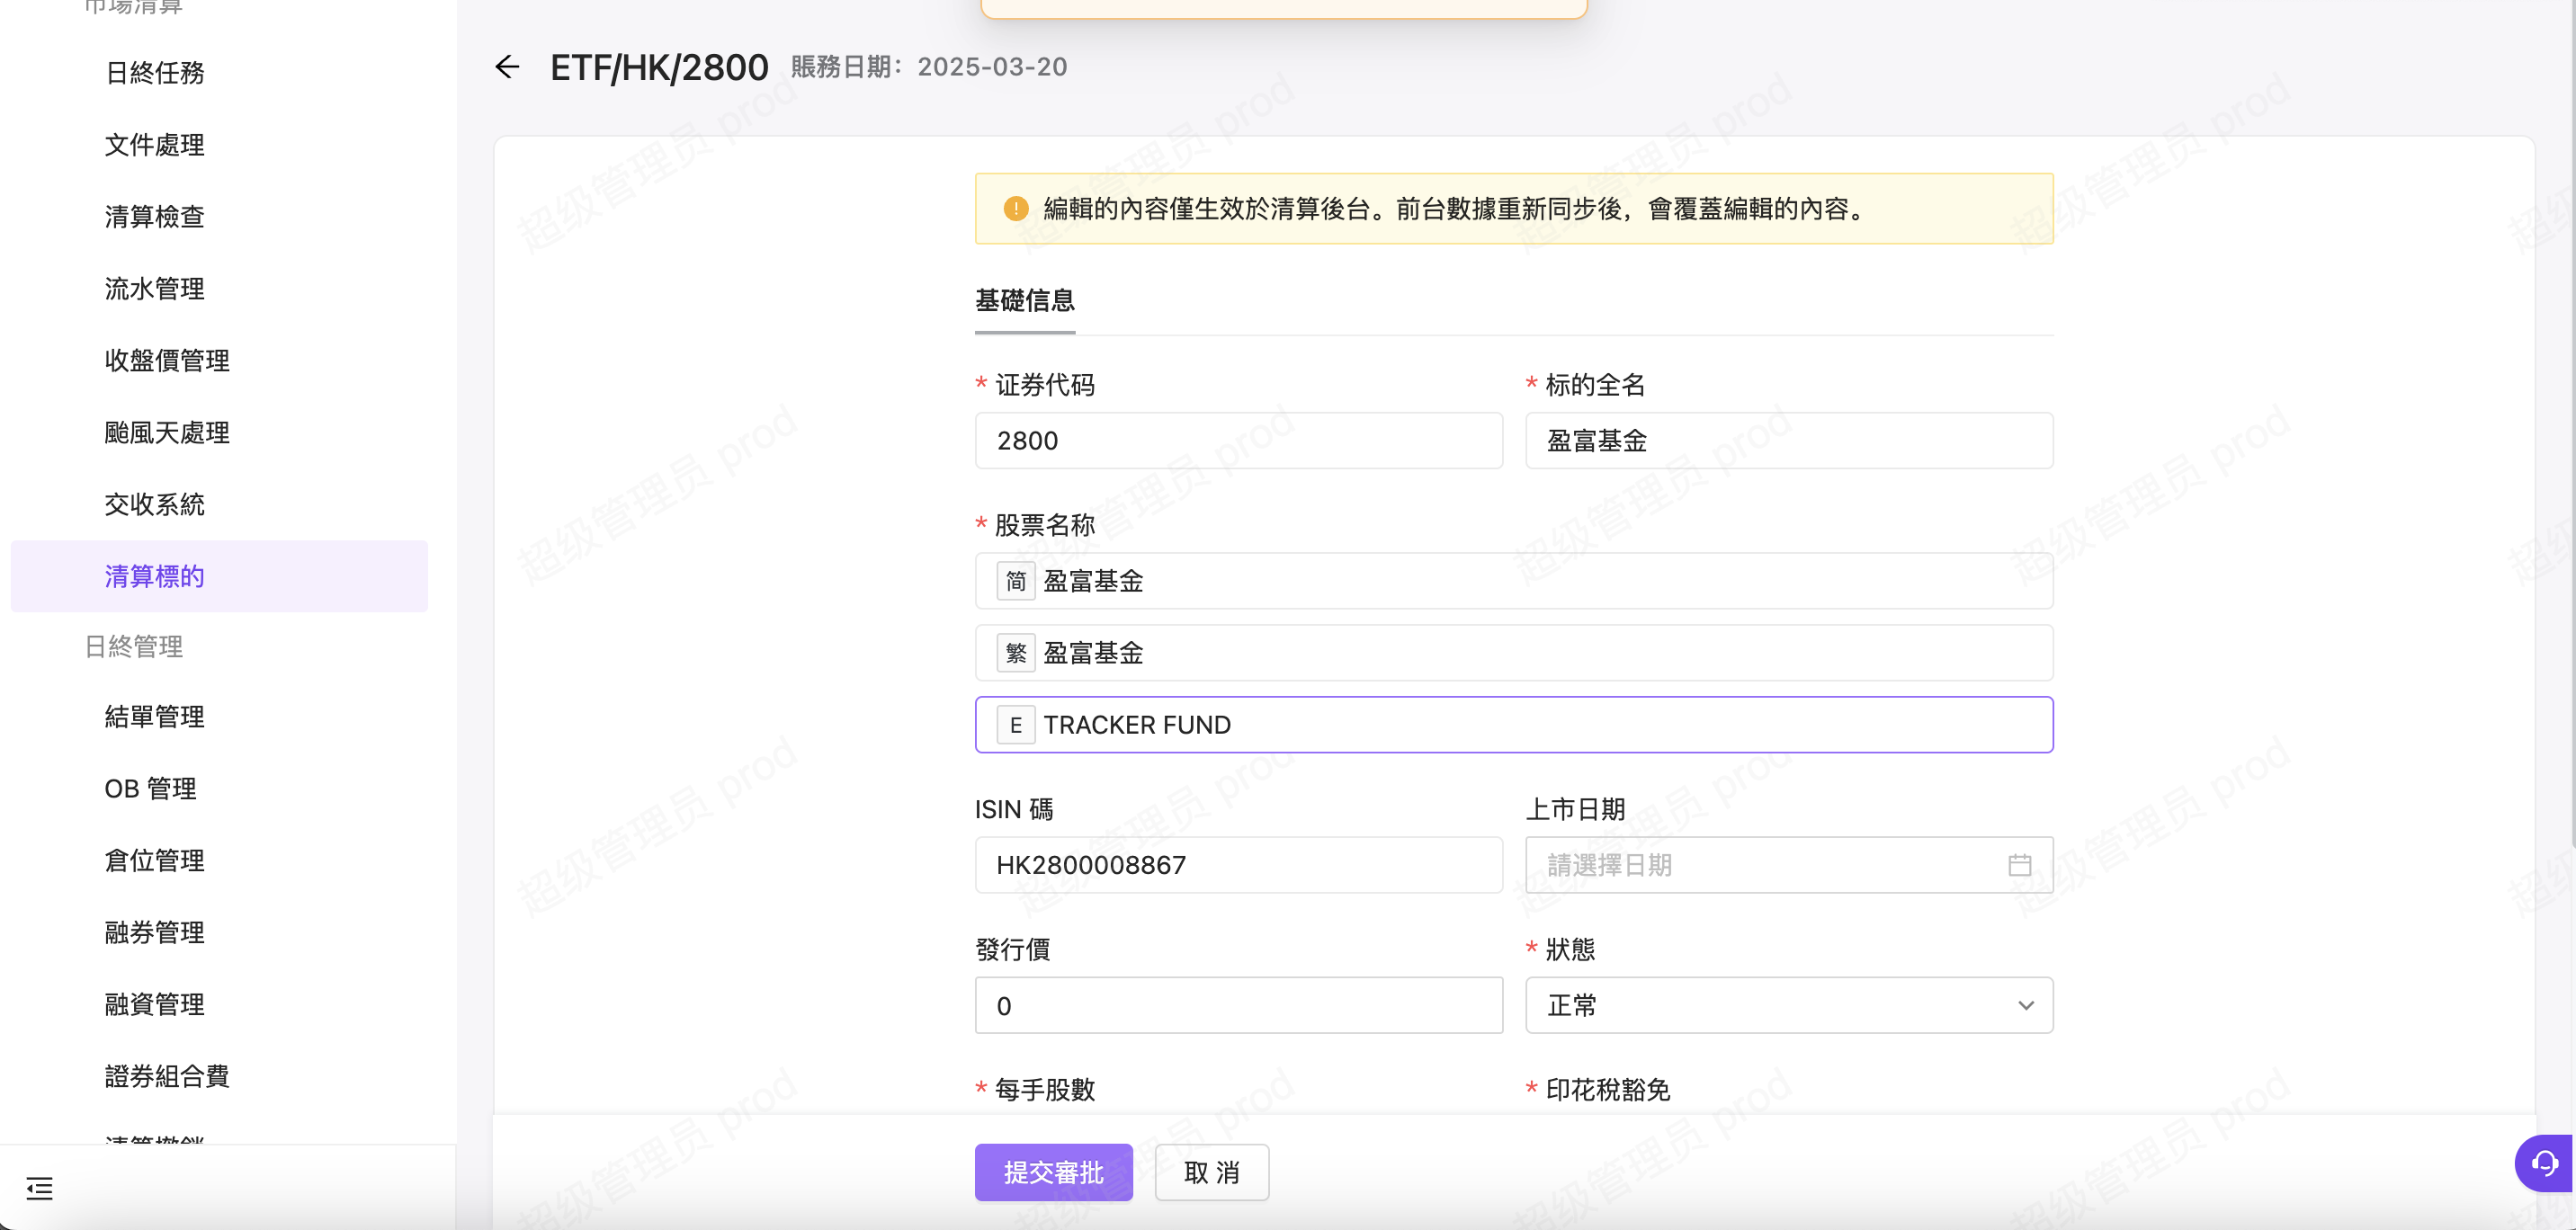 市場清算
日終任務
文件處理
清算檢查
流水管理
收盤價管理
颱風天處理
交收系統
清算標的
日終管理
結單管理
OB 管理
倉位管理
融券管理
融資管理
證券組合費
清算撤銷
ETF/HK/2800 賬務日期：2025-03-20
編輯的內容僅生效於清算後台。前台數據重新同步後，會覆蓋編輯的內容。
基礎信息
* 证券代码 * 标的全名
2800 盈富基金
* 股票名称
简 盈富基金
繁 盈富基金
E TRACKER FUND
ISIN 碼 上市日期
HK2800008867 請選擇日期
發行價 * 狀態
0 正常
* 每手股數 * 印花稅豁免
提交審批 取 消
超级管理员 prod